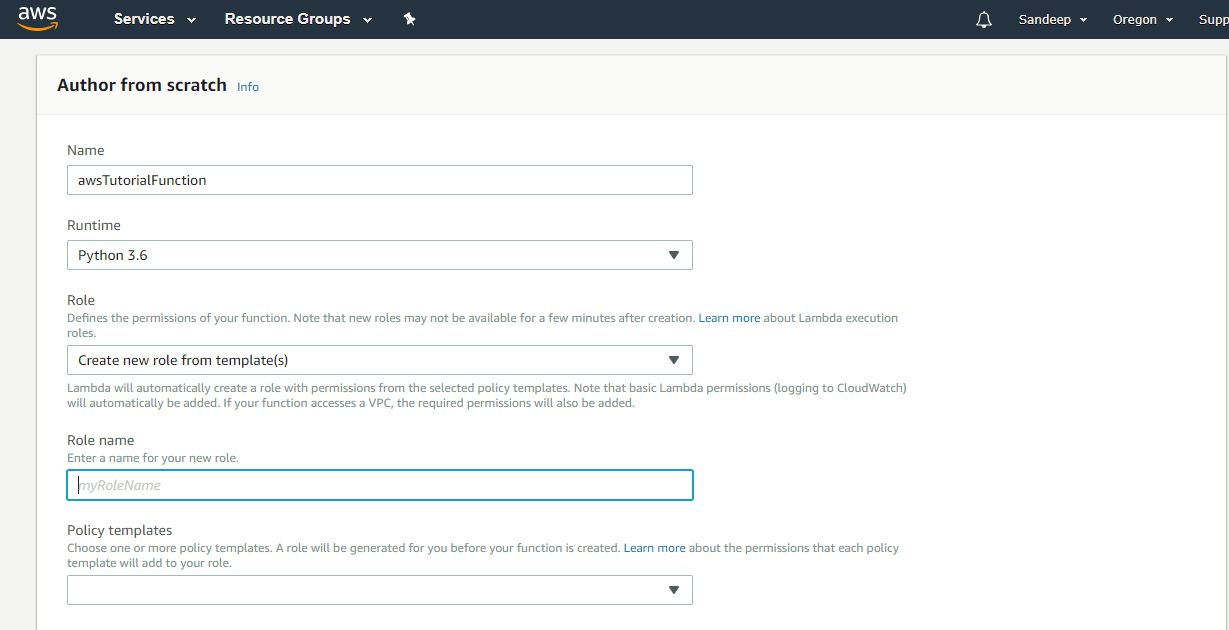 aws Services Resource Groups Sandeep Oregon Supp
Author from scratch Info
Name
awsTutorialFunction
Runtime
Python 3.6
Role
Defines the permissions of your function. Note that new roles may not be available for a few minutes after creation. Learn more about Lambda execution
roles.
Create new role from template(s)
Lambda will automatically create a role with permissions from the selected policy templates. Note that basic Lambda permissions (logging to CloudWatch)
will automatically be added. If your function accesses a VPC, the required permissions will also be added.
Role name
Enter a name for your new role.
myRoleName
Policy templates
Choose one or more policy templates. A role will be generated for you before your function is created. Learn more about the permissions that each policy
template will add to your role.